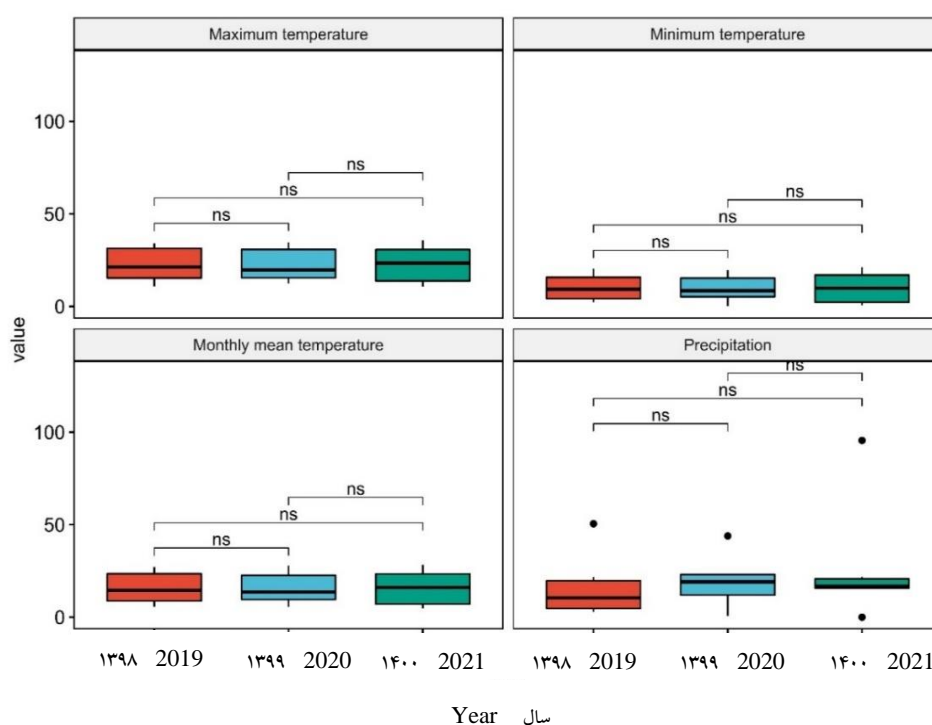 Maximum temperature
Minimum temperature
100
50
0
ns
ns
ns
ns
ns
ns
value
Monthly mean temperature
Precipitation
100
50
0
ns
ns
ns
ns
ns
ns
۱۳۹۸ 2019 ۱۳۹۹ 2020 ۱۴۰۰ 2021
۱۳۹۸ 2019 ۱۳۹۹ 2020 ۱۴۰۰ 2021
Year سال